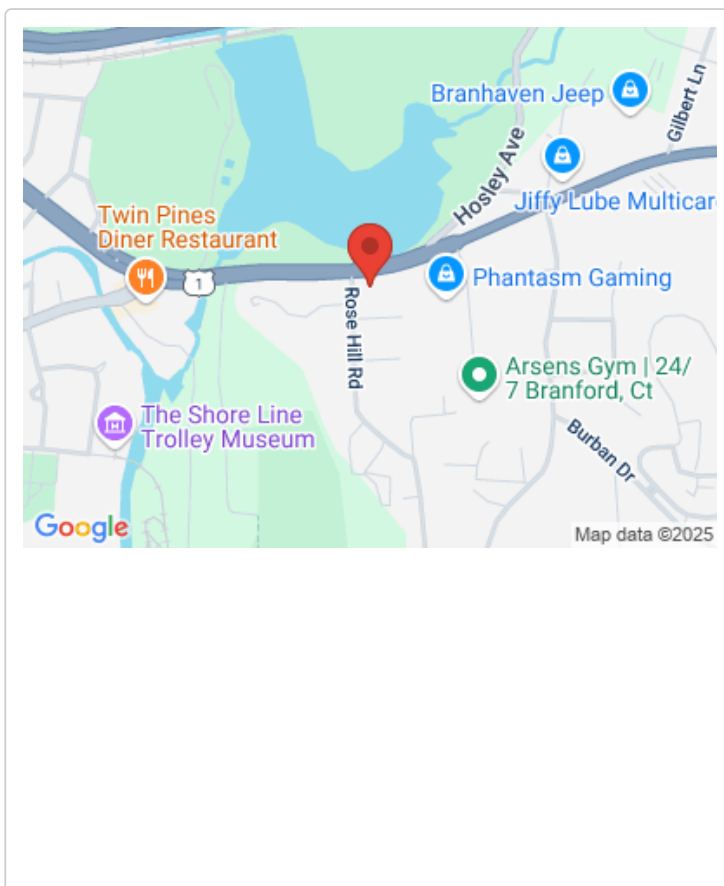 Branhaven Jeep
Gilbert Ln
Hosley Ave
Jiffy Lube Multicar
Twin Pines
Diner Restaurant
1
Phantasm Gaming
Rose Hill Rd
Arsens Gym | 24/
7 Branford, Ct
The Shore Line
Trolley Museum
Burban Dr
Google
Map data ©2025